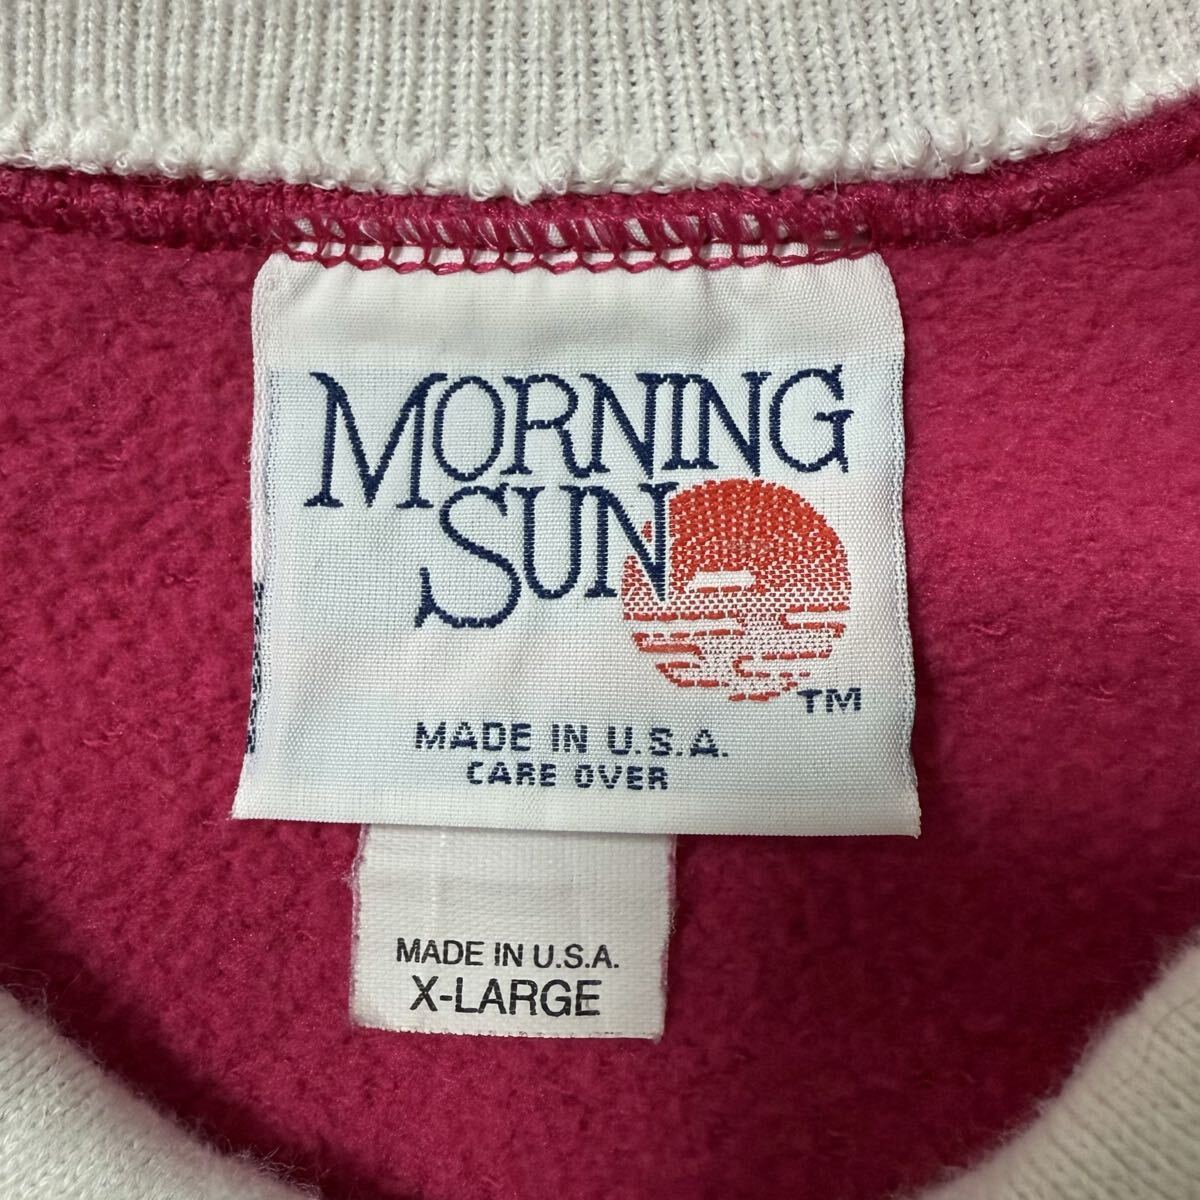 MORNING
SUN
TM
MADE IN U.S.A.
CARE OVER
MADE IN U.S.A.
X-LARGE